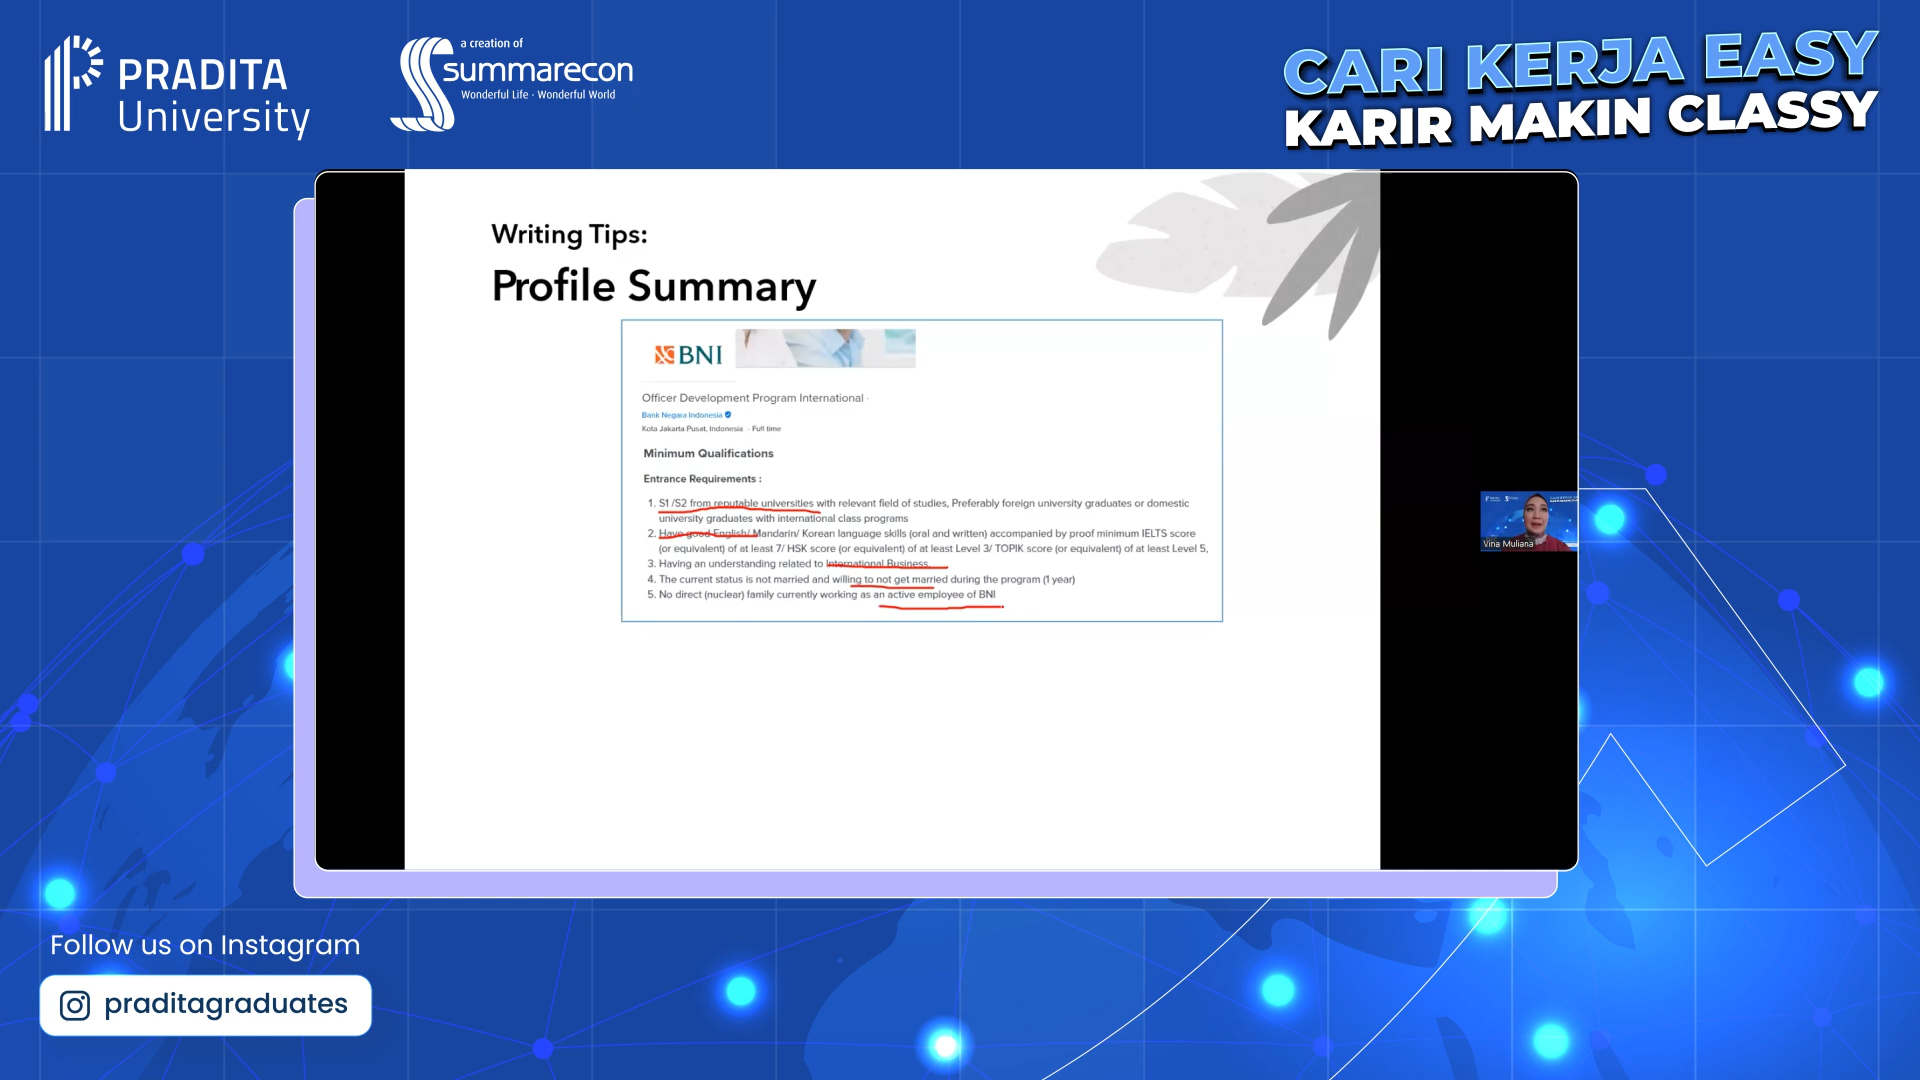 PRADITA
University
a creation of
summarecon
Wonderful Life · Wonderful World
CARI KERJA EASY
KARIR MAKIN CLASSY
Writing Tips:
Profile Summary
BNI
Officer Development Program International ·
Bank Negara Indonesia
Kota Jakarta Pusat, Indonesia · Full time
Minimum Qualifications
Entrance Requirements :
1. S1 /S2 from reputable universities with relevant field of studies, Preferably foreign university graduates or domestic
university graduates with international class programs
2. Have good English/ Mandarin/ Korean language skills (oral and written) accompanied by proof minimum IELTS score
(or equivalent) of at least 7/ HSK score (or equivalent) of at least Level 3/ TOPIK score (or equivalent) of at least Level 5,
3. Having an understanding related to International Business.
4. The current status is not married and willing to not get married during the program (1 year)
5. No direct (nuclear) family currently working as an active employee of BNI
Vina Muliana
Follow us on Instagram
praditagraduates